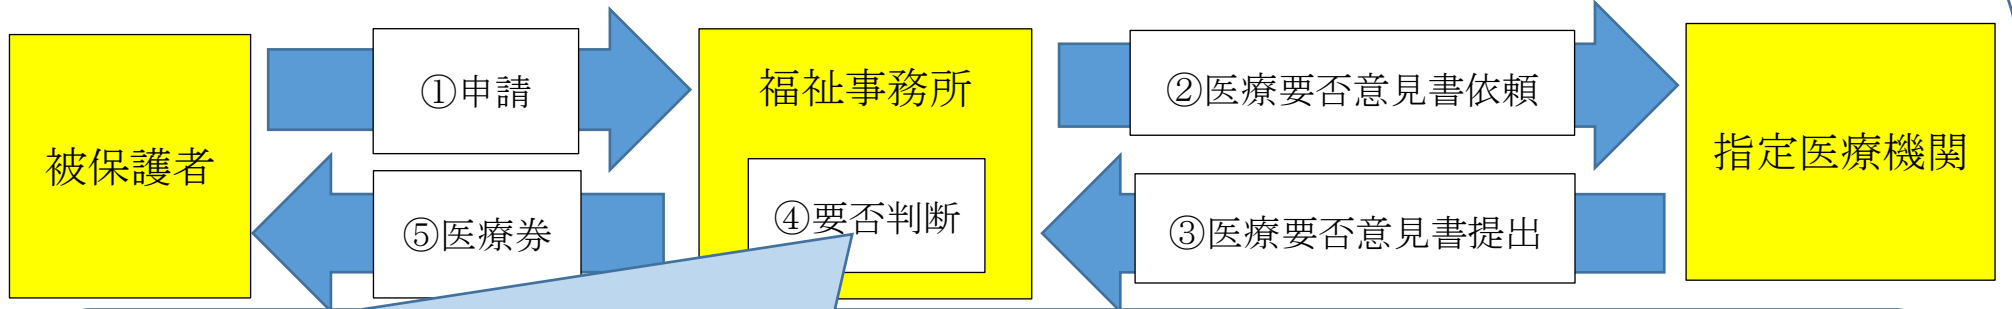 被保護者
①申請
福祉事務所
②医療要否意見書依頼
指定医療機関
③医療要否意見書提出
④要否判断
⑤医療券